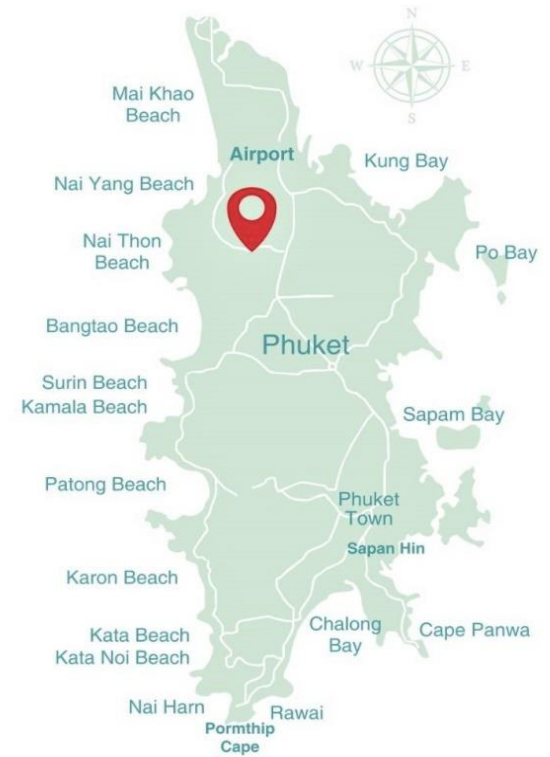 N
W
E
S
Mai Khao
Beach
Airport
Kung Bay
Nai Yang Beach
Nai Thon
Beach
Po Bay
Bangtao Beach
Phuket
Surin Beach
Kamala Beach
Sapam Bay
Patong Beach
Phuket
Town
Sapan Hin
Karon Beach
Chalong
Bay
Cape Panwa
Kata Beach
Kata Noi Beach
Nai Harn
Rawai
Pormthip
Cape